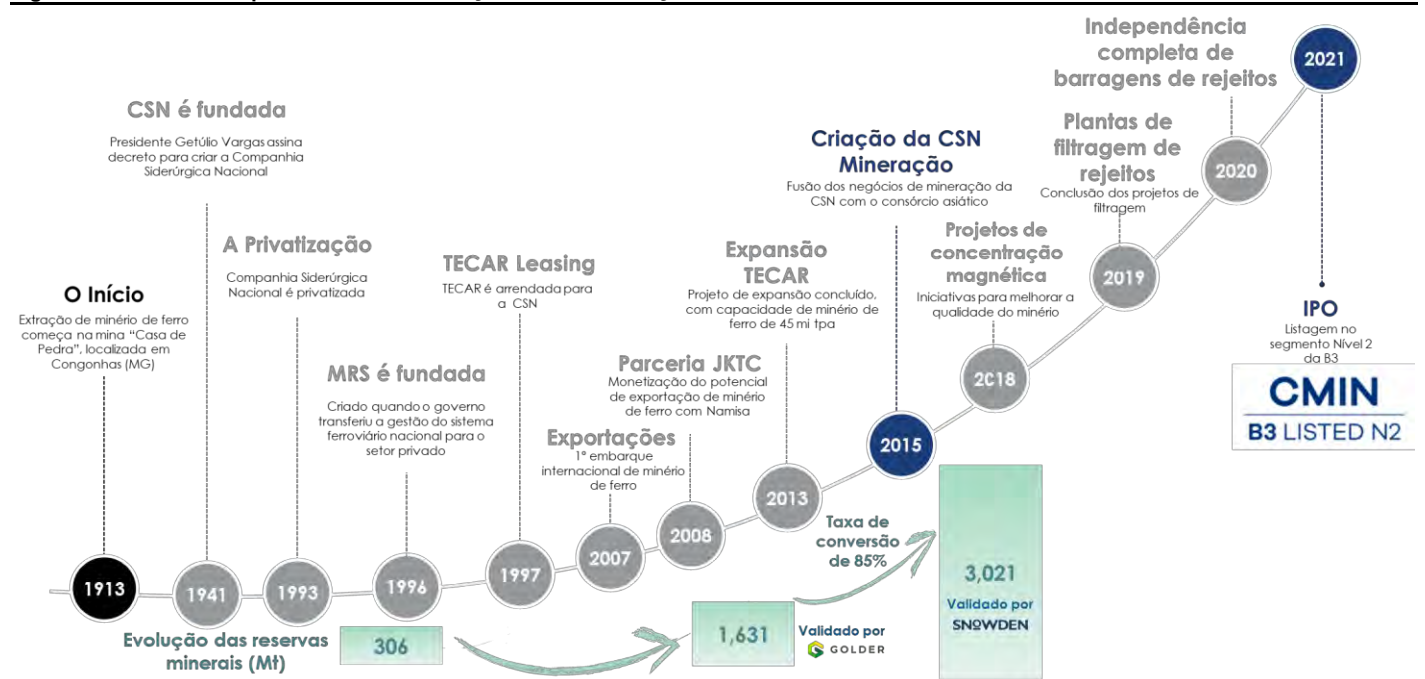 O Início
Extração de minério de ferro
começa na mina “Casa de
Pedra”, localizada em
Congonhas (MG)
1913
CSN é fundada
Presidente Getúlio Vargas assina
decreto para criar a Companhia
Siderúrgica Nacional
1941
A Privatização
Companhia Siderúrgica
Nacional é privatizada
1993
MRS é fundada
Criado quando o governo
transferiu a gestão do sistema
ferroviário nacional para o
setor privado
1996
TECAR Leasing
TECAR é arrendada para
a CSN
1997
Exportações
1º embarque
internacional de minério
de ferro
2007
Parceria JKTC
Monetização do potencial
de exportação de minério
de ferro com Namisa
2008
Expansão
TECAR
Projeto de expansão concluído,
com capacidade de minério de
ferro de 45 mi tpa
2013
Criação da CSN
Mineração
Fusão dos negócios de mineração da
CSN com o consórcio asiático
2015
Projetos de
concentração
magnética
Iniciativas para melhorar a
qualidade do minério
2018
Plantas de
filtragem de
rejeitos
Conclusão dos projetos de
filtragem
2019
Independência
completa de
barragens de rejeitos
2020
2021
IPO
Listagem no
segmento Nível 2
da B3
CMIN
B3 LISTED N2
Evolução das reservas
minerais (Mt)
306
1,631
Validado por
GOLDER
Taxa de
conversão
de 85%
3,021
Validado por
SNOWDEN